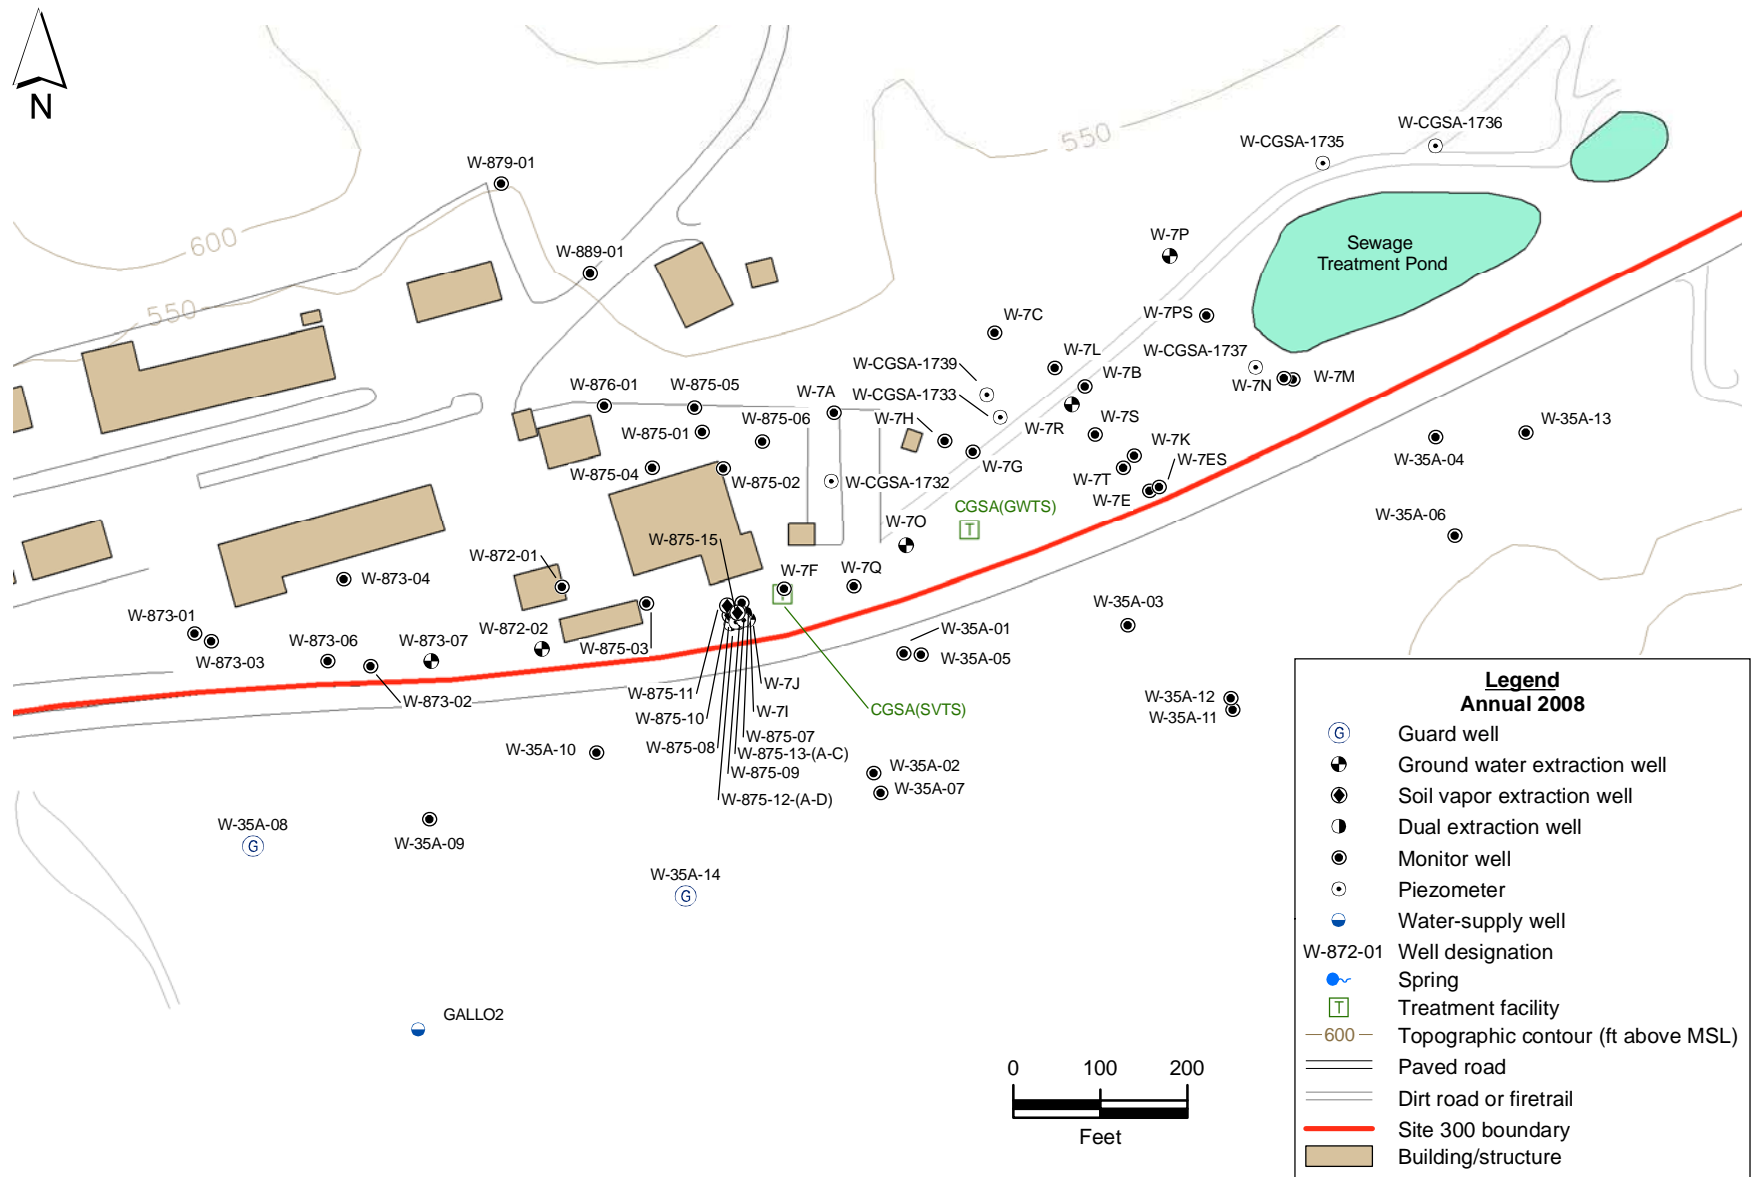 N
W-CGSA-1736
W-CGSA-1735
550
W-879-01
600
W-889-01
550
W-7P
Sewage
Treatment Pond
W-7C
W-7PS
W-7L
W-CGSA-1737
W-CGSA-1739
W-7B
W-7N
W-7M
W-876-01
W-875-05
W-7A
W-CGSA-1733
W-875-06
W-7H
W-7R
W-7S
W-35A-13
W-875-01
W-7K
W-35A-04
W-875-04
W-875-02
W-7G
W-7T
W-7ES
W-CGSA-1732
W-7E
CGSA(GWTS)
T
W-35A-06
W-7O
W-875-15
W-872-01
W-7F
W-7Q
W-873-04
T
W-35A-03
W-873-01
W-872-02
W-35A-01
W-873-03
W-873-06
W-873-07
W-875-03
W-35A-05
W-873-02
W-875-11
W-7J
W-35A-12
W-875-10
W-7I
CGSA(SVTS)
W-35A-11
W-875-08
W-875-07
W-35A-10
W-875-13-(A-C)
W-875-09
W-35A-02
W-35A-07
W-875-12-(A-D)
W-35A-08
G
W-35A-09
W-35A-14
G
GALLO2
0 100 200
Feet
Legend
Annual 2008
G Guard well
Ground water extraction well
Soil vapor extraction well
Dual extraction well
Monitor well
Piezometer
Water-supply well
W-872-01 Well designation
Spring
T Treatment facility
600 Topographic contour (ft above MSL)
Paved road
Dirt road or firetrail
Site 300 boundary
Building/structure